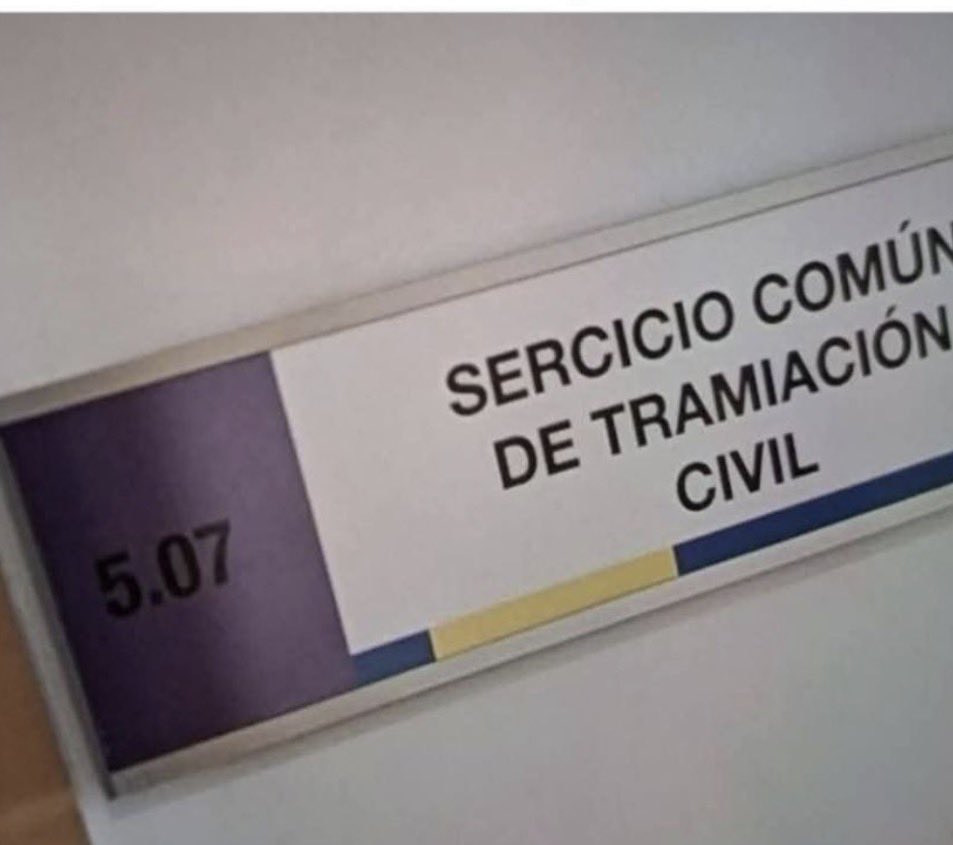 SERCICIO COMÚN
DE TRAMIACIÓN
CIVIL
5.07